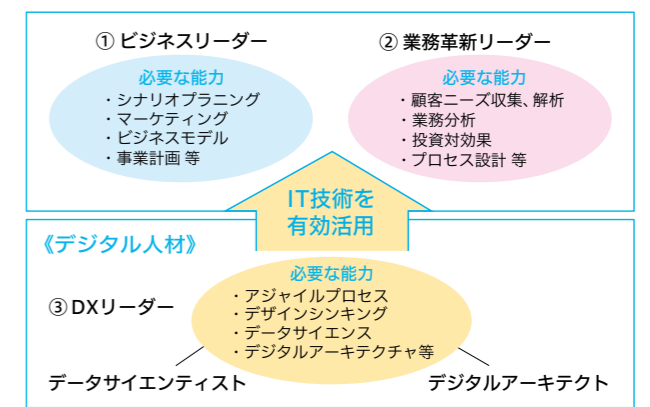 ① ビジネスリーダー
必要な能力
・シナリオプラニング
・マーケティング
・ビジネスモデル
・事業計画 等
② 業務革新リーダー
必要な能力
・顧客ニーズ収集、解析
・業務分析
・投資対効果
・プロセス設計 等
IT技術を
有効活用
《デジタル人材》
③ DXリーダー
必要な能力
・アジャイルプロセス
・デザインシンキング
・データサイエンス
・デジタルアーキテクチャ等
データサイエンティスト
デジタルアーキテクト